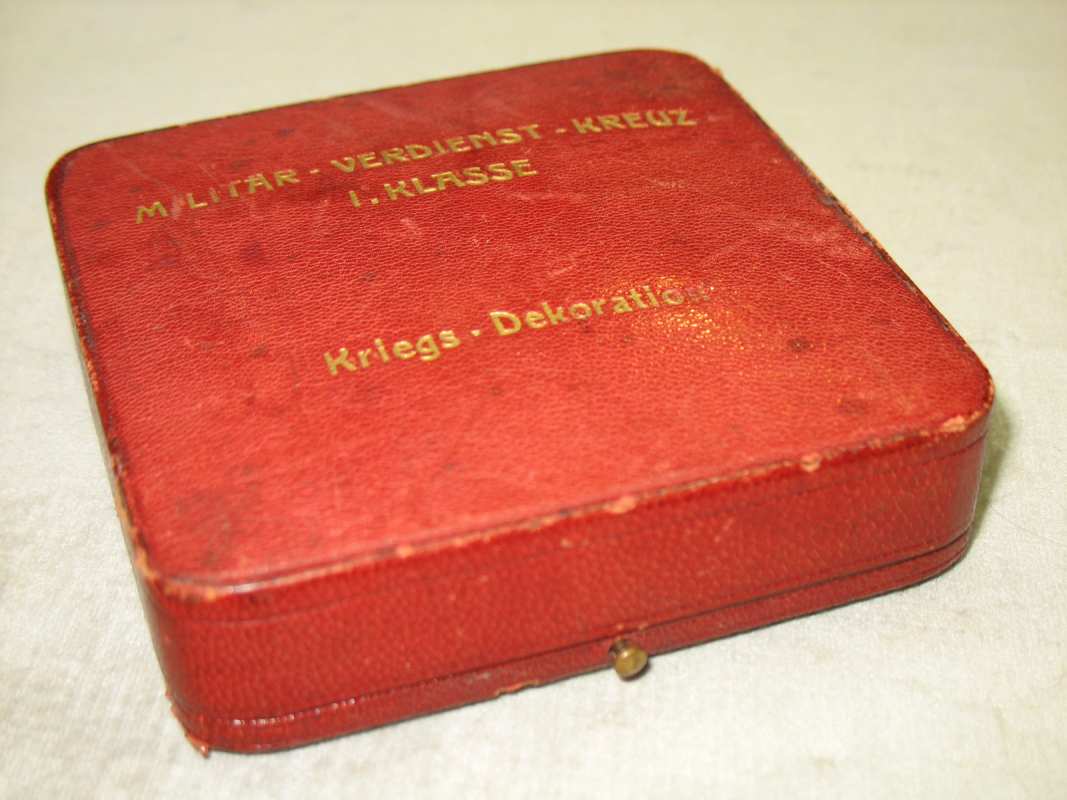 MILITÄR - VERDIENST - KREUZ
I. KLASSE
Kriegs - Dekoration